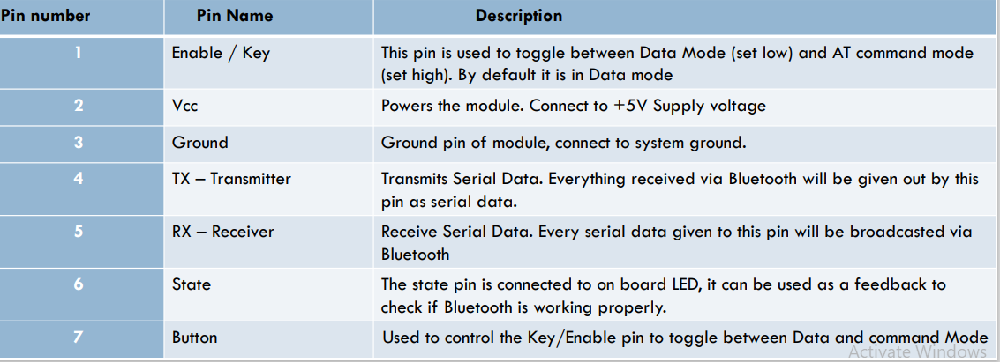 Pin number Pin Name Description
1 Enable / Key This pin is used to toggle between Data Mode (set low) and AT command mode
(set high). By default it is in Data mode
2 Vcc Powers the module. Connect to +5V Supply voltage
3 Ground Ground pin of module, connect to system ground.
4 TX – Transmitter Transmits Serial Data. Everything received via Bluetooth will be given out by this
pin as serial data.
5 RX – Receiver Receive Serial Data. Every serial data given to this pin will be broadcasted via
Bluetooth
6 State The state pin is connected to on board LED, it can be used as a feedback to
check if Bluetooth is working properly.
7 Button Used to control the Key/Enable pin to toggle between Data and command Mode
Activate Windows